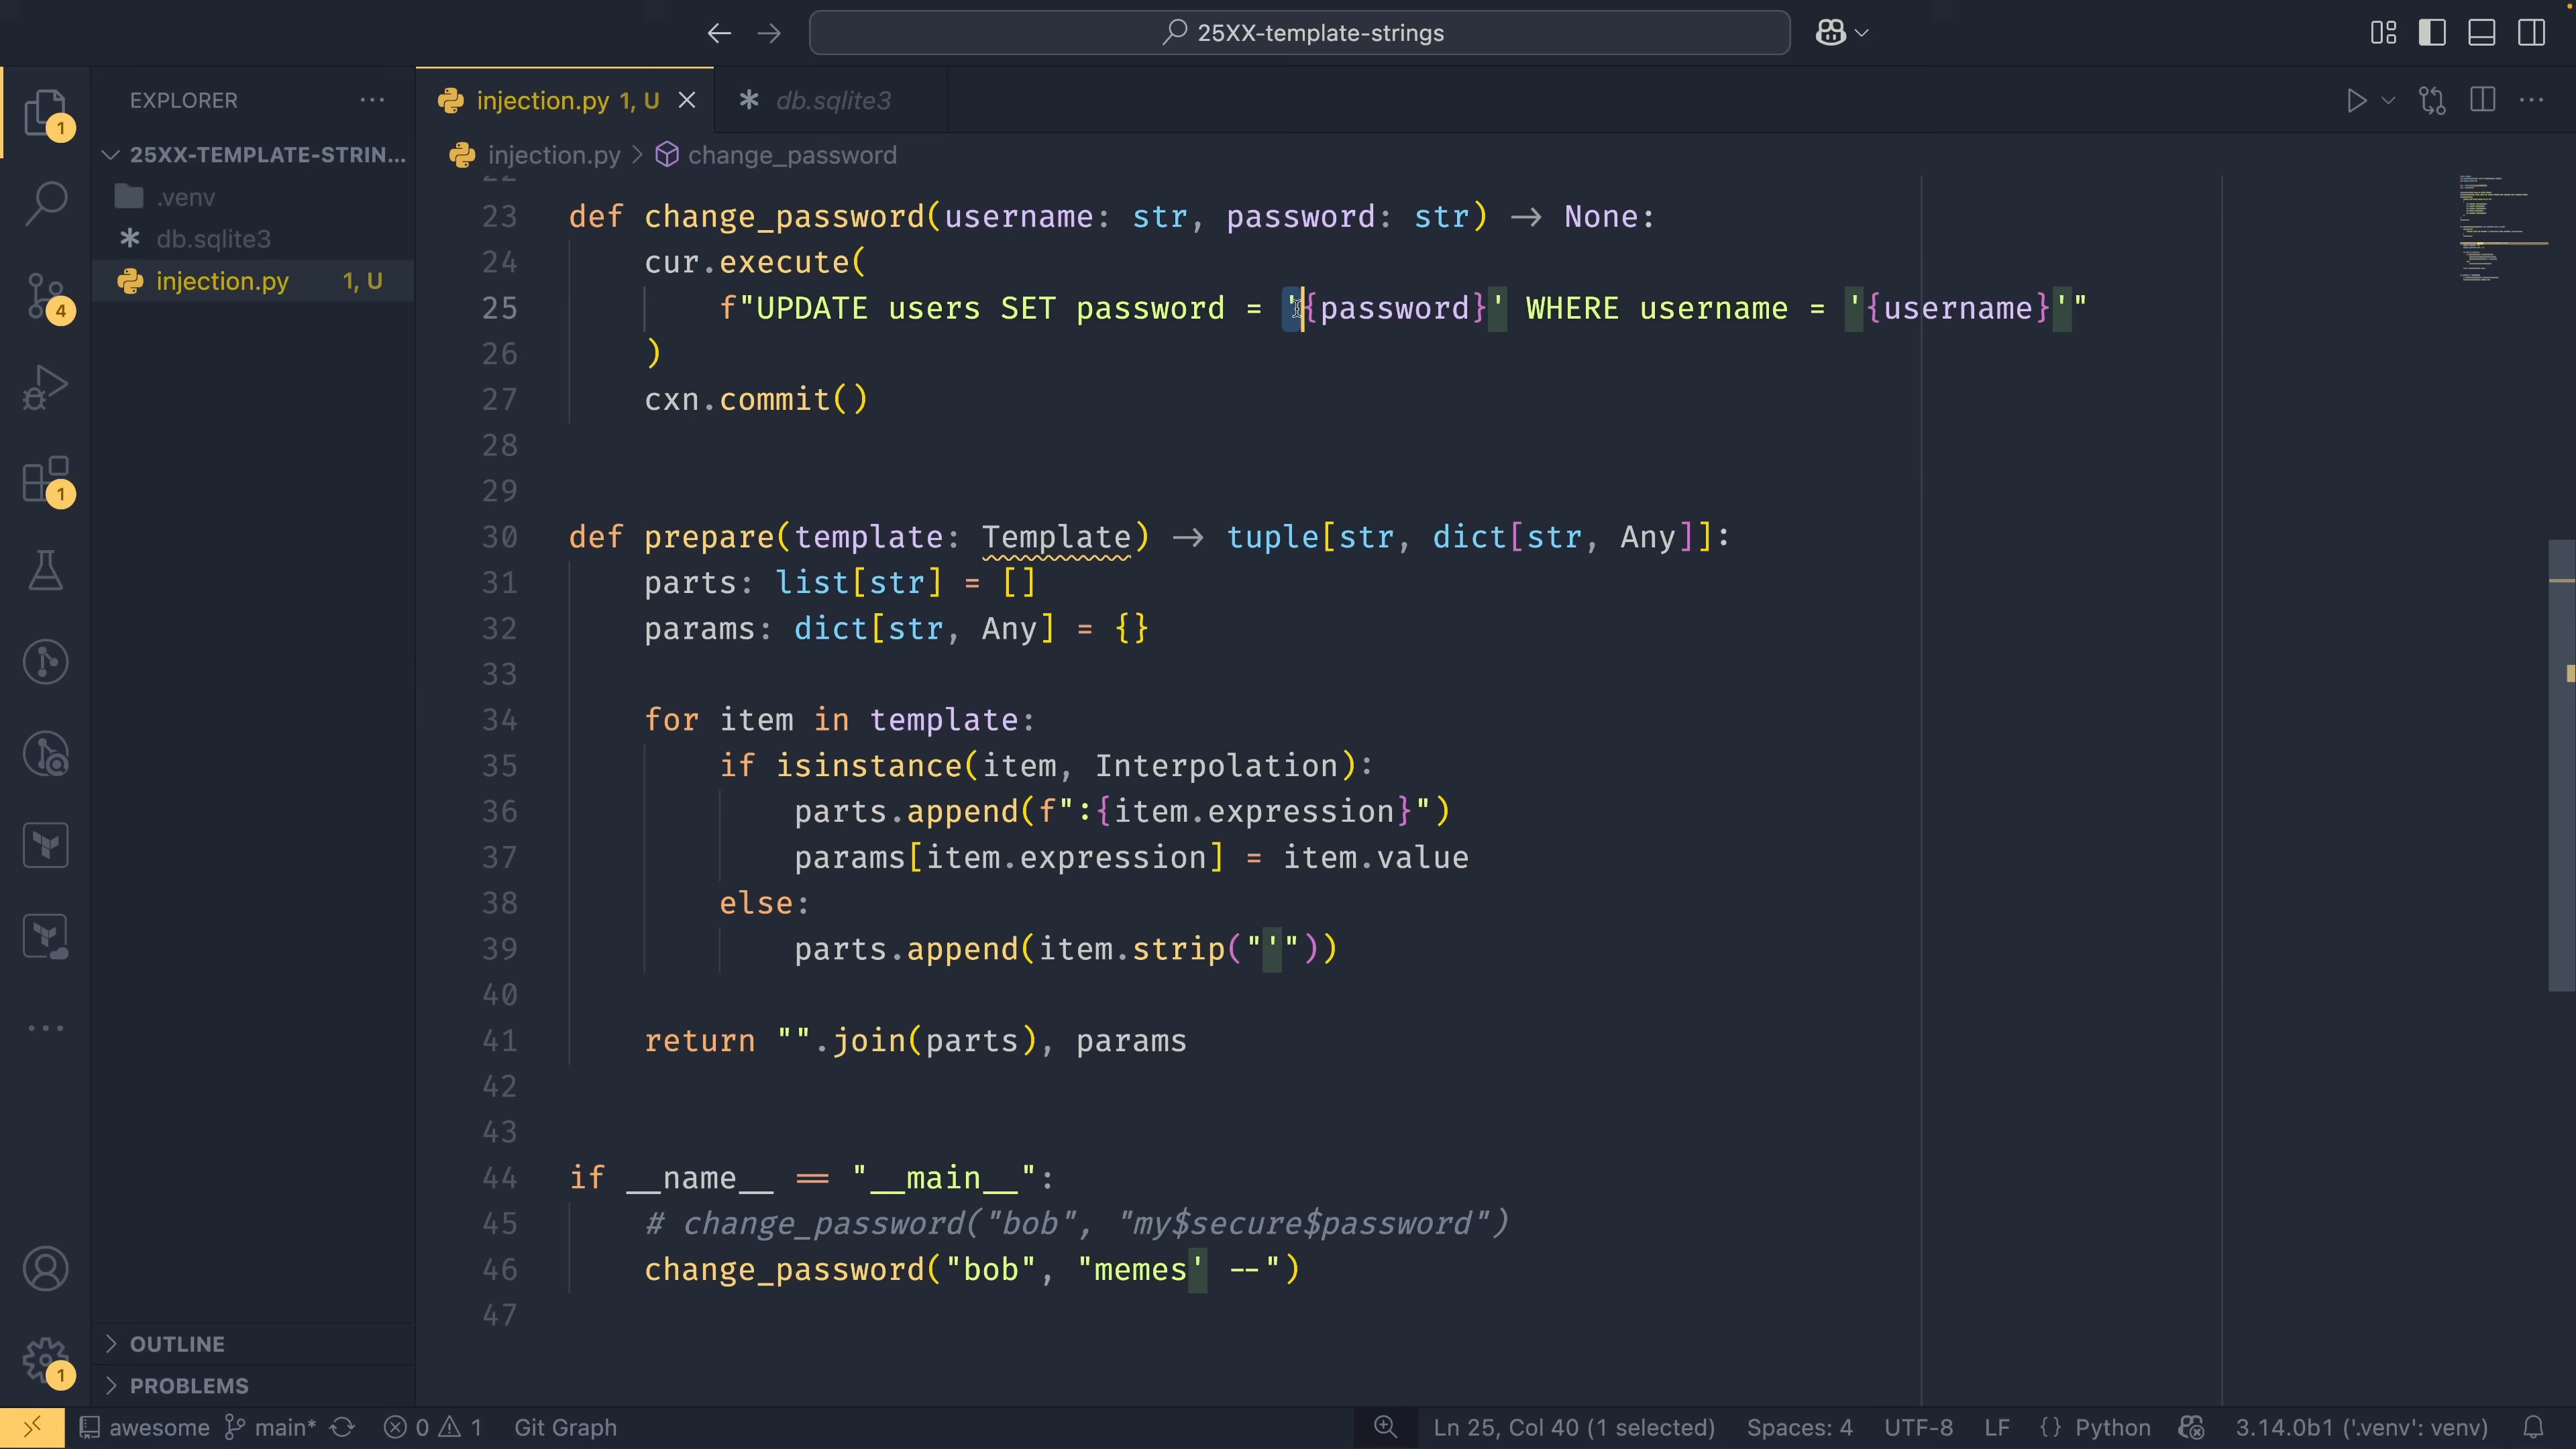 25XX-template-strings
EXPLORER
25XX-TEMPLATE-STRIN...
.venv
db.sqlite3
injection.py 1, U
1
4
1
1
OUTLINE
PROBLEMS
injection.py 1, U
db.sqlite3
injection.py > change_password
22
23 def change_password(username: str, password: str) → None:
24 cur.execute(
25 f"UPDATE users SET password = '{password}' WHERE username = '{username}'"
26 )
27 cxn.commit()
28
29
30 def prepare(template: Template) → tuple[str, dict[str, Any]]:
31 parts: list[str] = []
32 params: dict[str, Any] = {}
33
34 for item in template:
35 if isinstance(item, Interpolation):
36 parts.append(f":{item.expression}")
37 params[item.expression] = item.value
38 else:
39 parts.append(item.strip("'"))
40
41 return "".join(parts), params
42
43
44 if __name__ == "__main__":
45 # change_password("bob", "my$secure$password")
46 change_password("bob", "memes' --")
47
awesome main* 0 1 Git Graph Ln 25, Col 40 (1 selected) Spaces: 4 UTF-8 LF {} Python 3.14.0b1 ('.venv': venv)